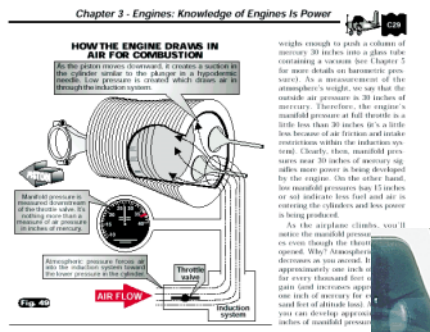 Chapter 3 - Engines: Knowledge of Engines Is Power
C29
HOW THE ENGINE DRAWS IN
AIR FOR COMBUSTION
As the piston moves downward, it creates a suction in
the cylinder similar to the plunger in a hypodermic
needle. Low pressure is created which draws air in
through the induction system.
Manifold pressure is
measured downstream
of the throttle valve. It's
nothing more than a
measure of air pressure
in inches of mercury.
Atmospheric pressure forces air
into the induction system toward
the lower pressure in the cylinder.
Throttle
valve
AIR FLOW
Fig. 49
Induction
system
weighs enough to push a column of
mercury 30 inches into a glass tube
containing a vacuum (see Chapter 5
for more details on barometric pres-
sure). As a measurement of the
atmosphere's weight, we say that the
outside air pressure is 30 inches of
mercury. Therefore, the engine's
manifold pressure at full throttle is a
little less than 30 inches (it's a little
less because of air friction and intake
restrictions within the induction sys-
tem). Clearly, then, manifold pres-
sures near 30 inches of mercury sig-
nifies more power is being developed
by the engine. On the other hand,
low manifold pressures (say 15 inches
or so) indicate less fuel and air is
entering the cylinders and less power
is being produced.
As the airplane climbs, you'll
notice the manifold
es even though the
opened. Why?
decreases as you ascend. It
approximately one inch
for every thousand feet
gain (and increases
one inch of mercury for
sand feet of altitude loss).
you can develop
inches of manifold